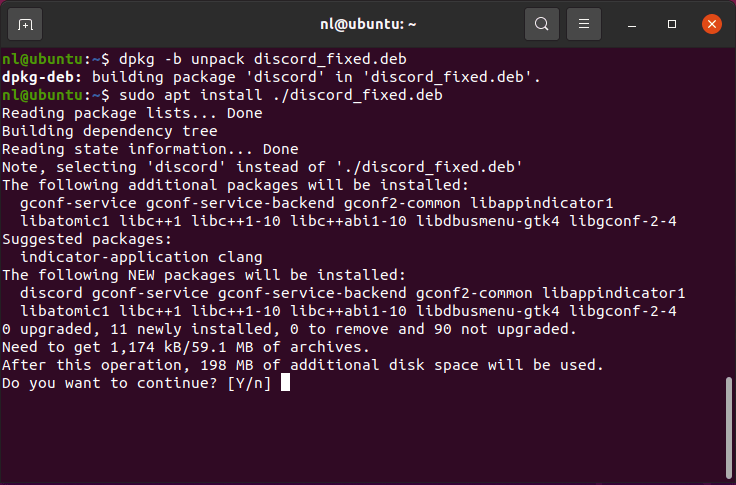 nl@ubuntu: ~
nl@ubuntu:~$ dpkg -b unpack discord_fixed.deb
dpkg-deb: building package 'discord' in 'discord_fixed.deb'.
nl@ubuntu:~$ sudo apt install ./discord_fixed.deb
Reading package lists... Done
Building dependency tree
Reading state information... Done
Note, selecting 'discord' instead of './discord_fixed.deb'
The following additional packages will be installed:
  gconf-service gconf-service-backend gconf2-common libappindicator1
  libatomic1 libc++1 libc++1-10 libc++abi1-10 libdbusmenu-gtk4 libgconf-2-4
Suggested packages:
  indicator-application clang
The following NEW packages will be installed:
  discord gconf-service gconf-service-backend gconf2-common libappindicator1
  libatomic1 libc++1 libc++1-10 libc++abi1-10 libdbusmenu-gtk4 libgconf-2-4
0 upgraded, 11 newly installed, 0 to remove and 90 not upgraded.
Need to get 1,174 kB/59.1 MB of archives.
After this operation, 198 MB of additional disk space will be used.
Do you want to continue? [Y/n]